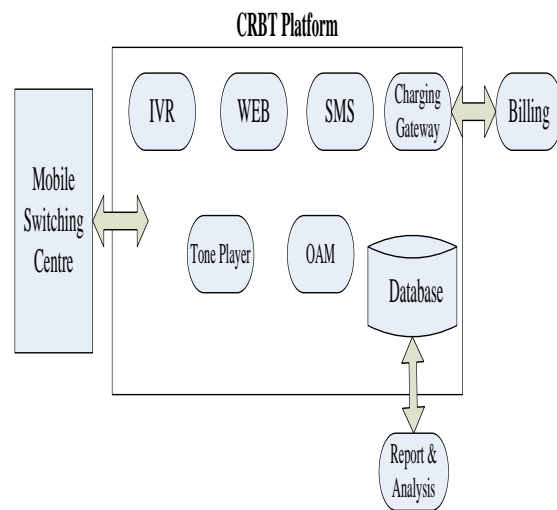 CRBT Platform
IVR
WEB
SMS
Charging
Gateway
Billing
Mobile
Switching
Centre
Tone Player
OAM
Database
Report &
Analysis